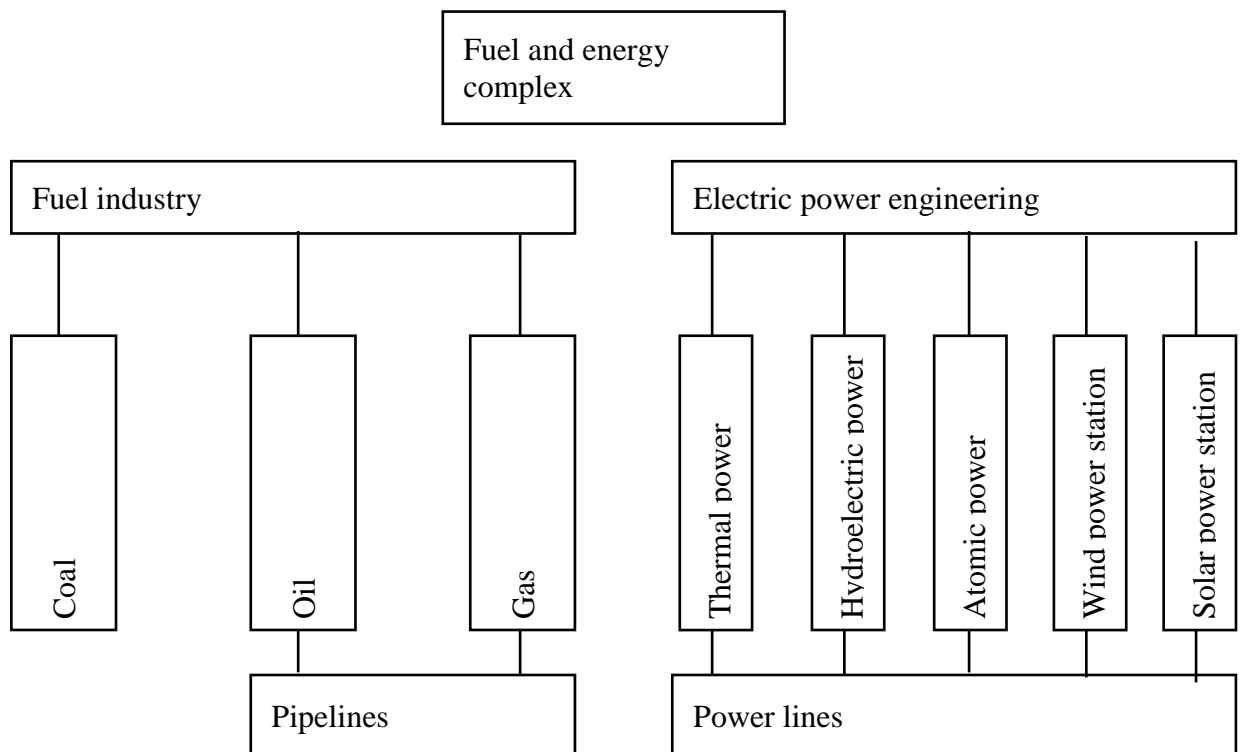 Fuel and energy
complex
Fuel industry
Electric power engineering
Coal
Oil
Gas
Thermal power
Hydroelectric power
Atomic power
Wind power station
Solar power station
Pipelines
Power lines